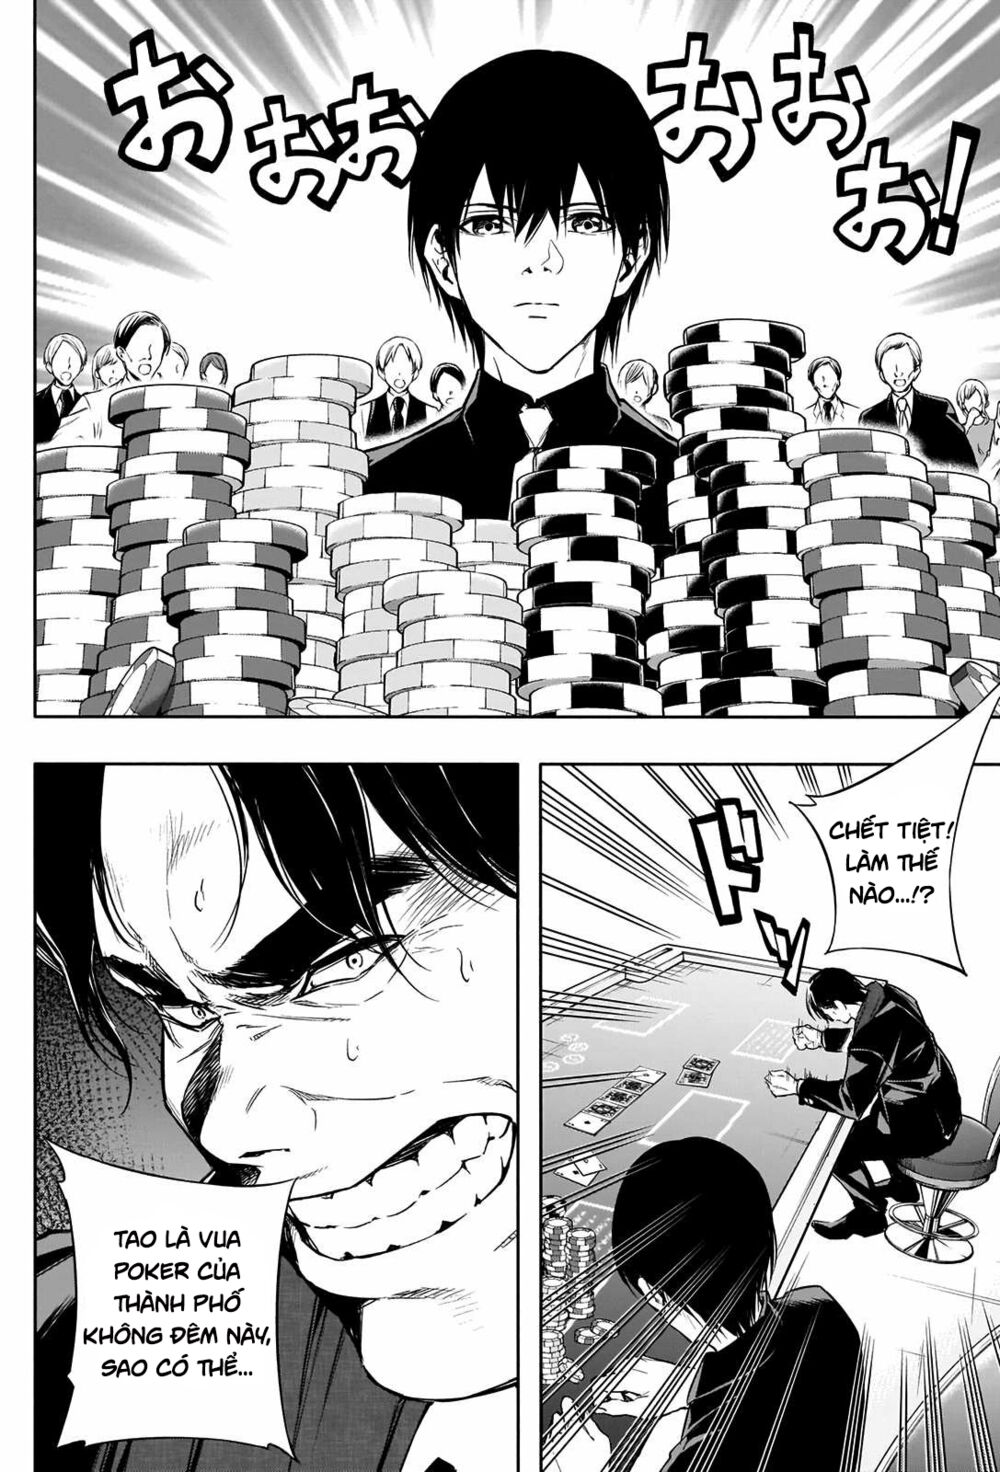 お
おお
おお
お!
ドッ
CHẾT TIỆT!
LÀM THẾ
NÀO...!?
TAO LÀ VUA
POKER CỦA
THÀNH PHỐ
KHÔNG ĐÊM NÀY,
SAO CÓ THỂ...